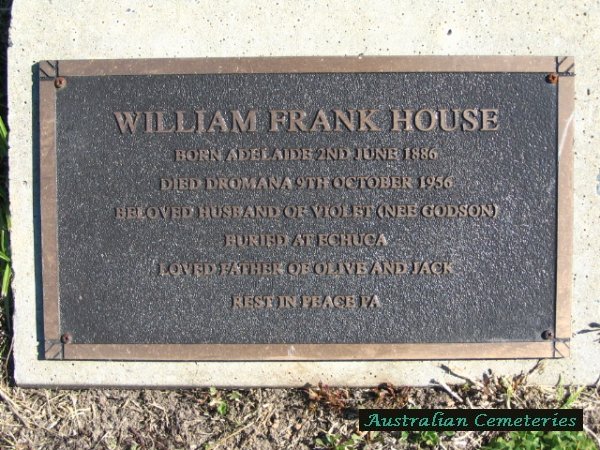 WILLIAM FRANK HOUSE
BORN ADELAIDE 2ND JUNE 1886
DIED DROMANA 9TH OCTOBER 1956
BELOVED HUSBAND OF VIOLET (NEE GODSON)
BURIED AT ECHUCA
LOVED FATHER OF OLIVE AND JACK
REST IN PEACE PA
Australian Cemeteries